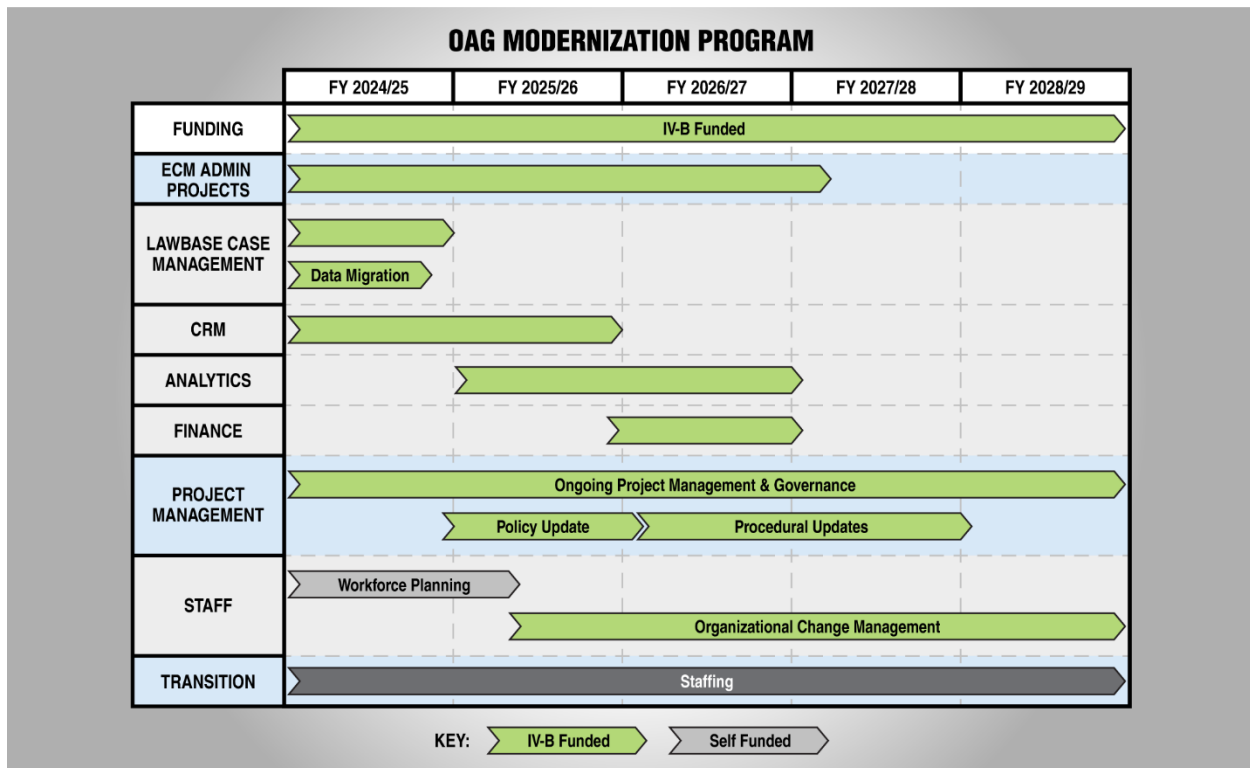 OAG MODERNIZATION PROGRAM
FY 2024/25 FY 2025/26 FY 2026/27 FY 2027/28 FY 2028/29
FUNDING
IV-B Funded
ECM ADMIN
PROJECTS
LAWBASE CASE
MANAGEMENT
Data Migration
CRM
ANALYTICS
FINANCE
PROJECT
MANAGEMENT
Ongoing Project Management & Governance
Policy Update
Procedural Updates
STAFF
Workforce Planning
Organizational Change Management
TRANSITION
Staffing
KEY: IV-B Funded Self Funded